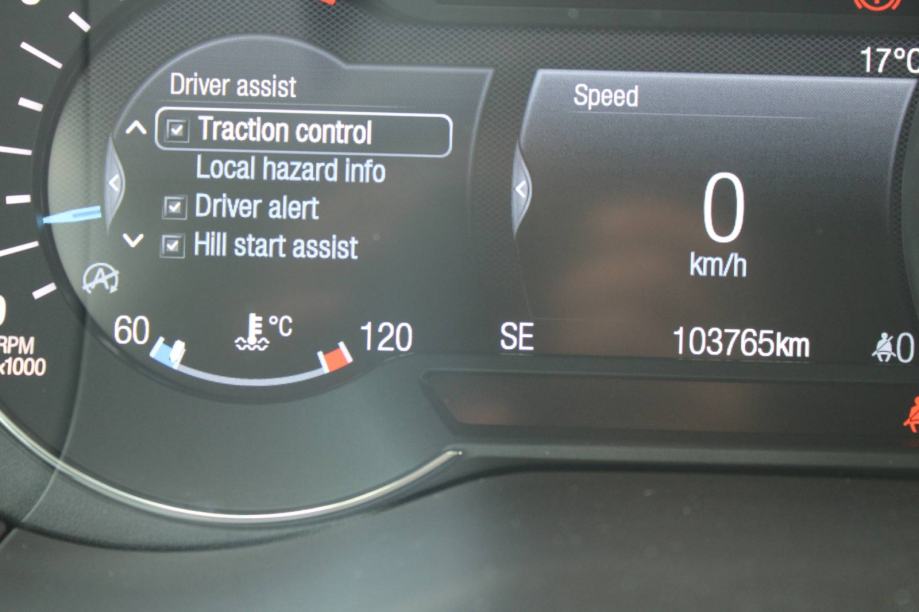 17°C
Driver assist
Traction control
Local hazard info
Driver alert
Hill start assist
Speed
0
km/h
60
°C
120
SE
103765km
0
RPM
x1000